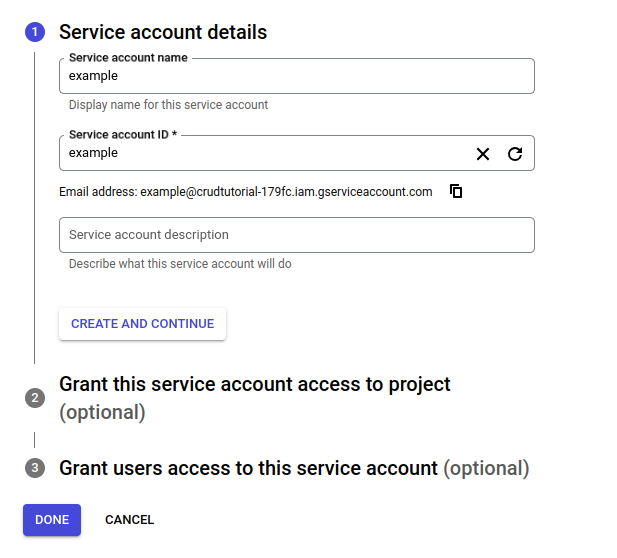 1 Service account details
Service account name
example
Display name for this service account
Service account ID *
example
Email address: example@crudtutorial-179fc.iam.gserviceaccount.com
Service account description
Describe what this service account will do
CREATE AND CONTINUE
2 Grant this service account access to project
(optional)
3 Grant users access to this service account (optional)
DONE CANCEL